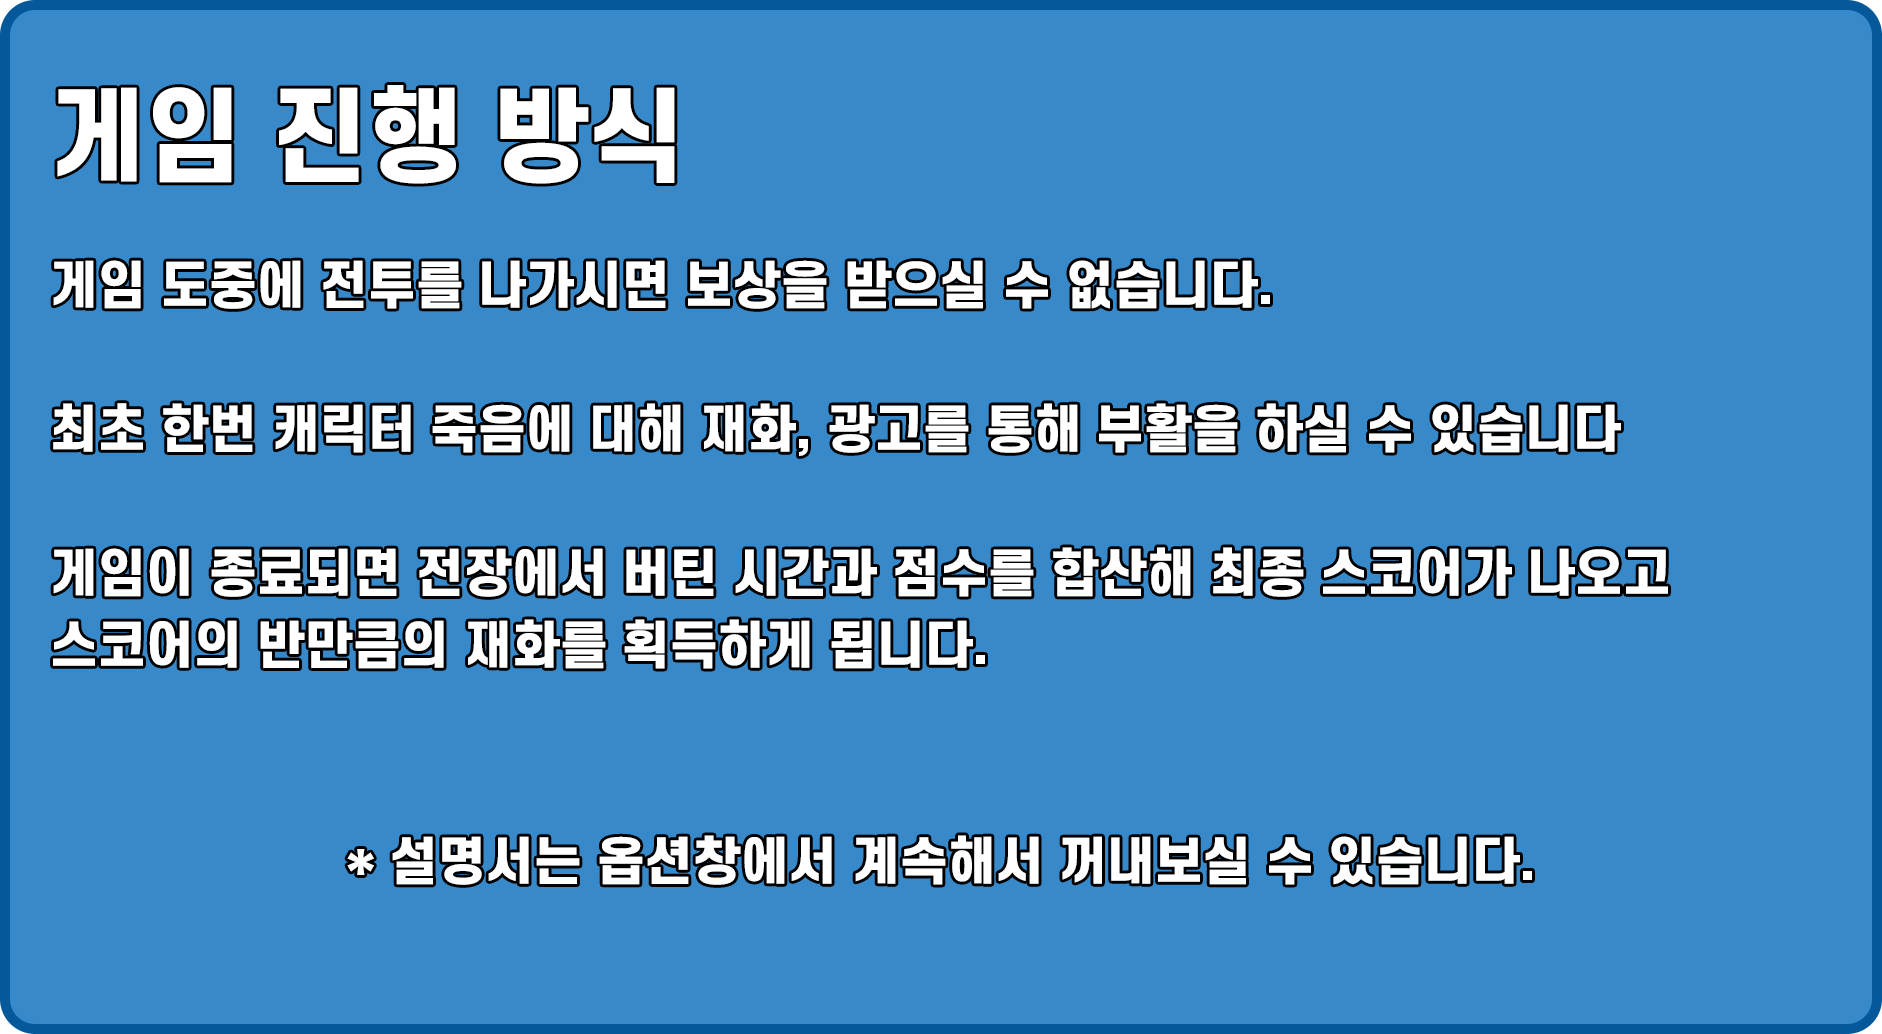 게임 진행 방식
게임 도중에 전투를 나가시면 보상을 받으실 수 없습니다.
최초 한번 캐릭터 죽음에 대해 재화, 광고를 통해 부활을 하실 수 있습니다
게임이 종료되면 전장에서 버틴 시간과 점수를 합산해 최종 스코어가 나오고
스코어의 반만큼의 재화를 획득하게 됩니다.
* 설명서는 옵션창에서 계속해서 꺼내보실 수 있습니다.